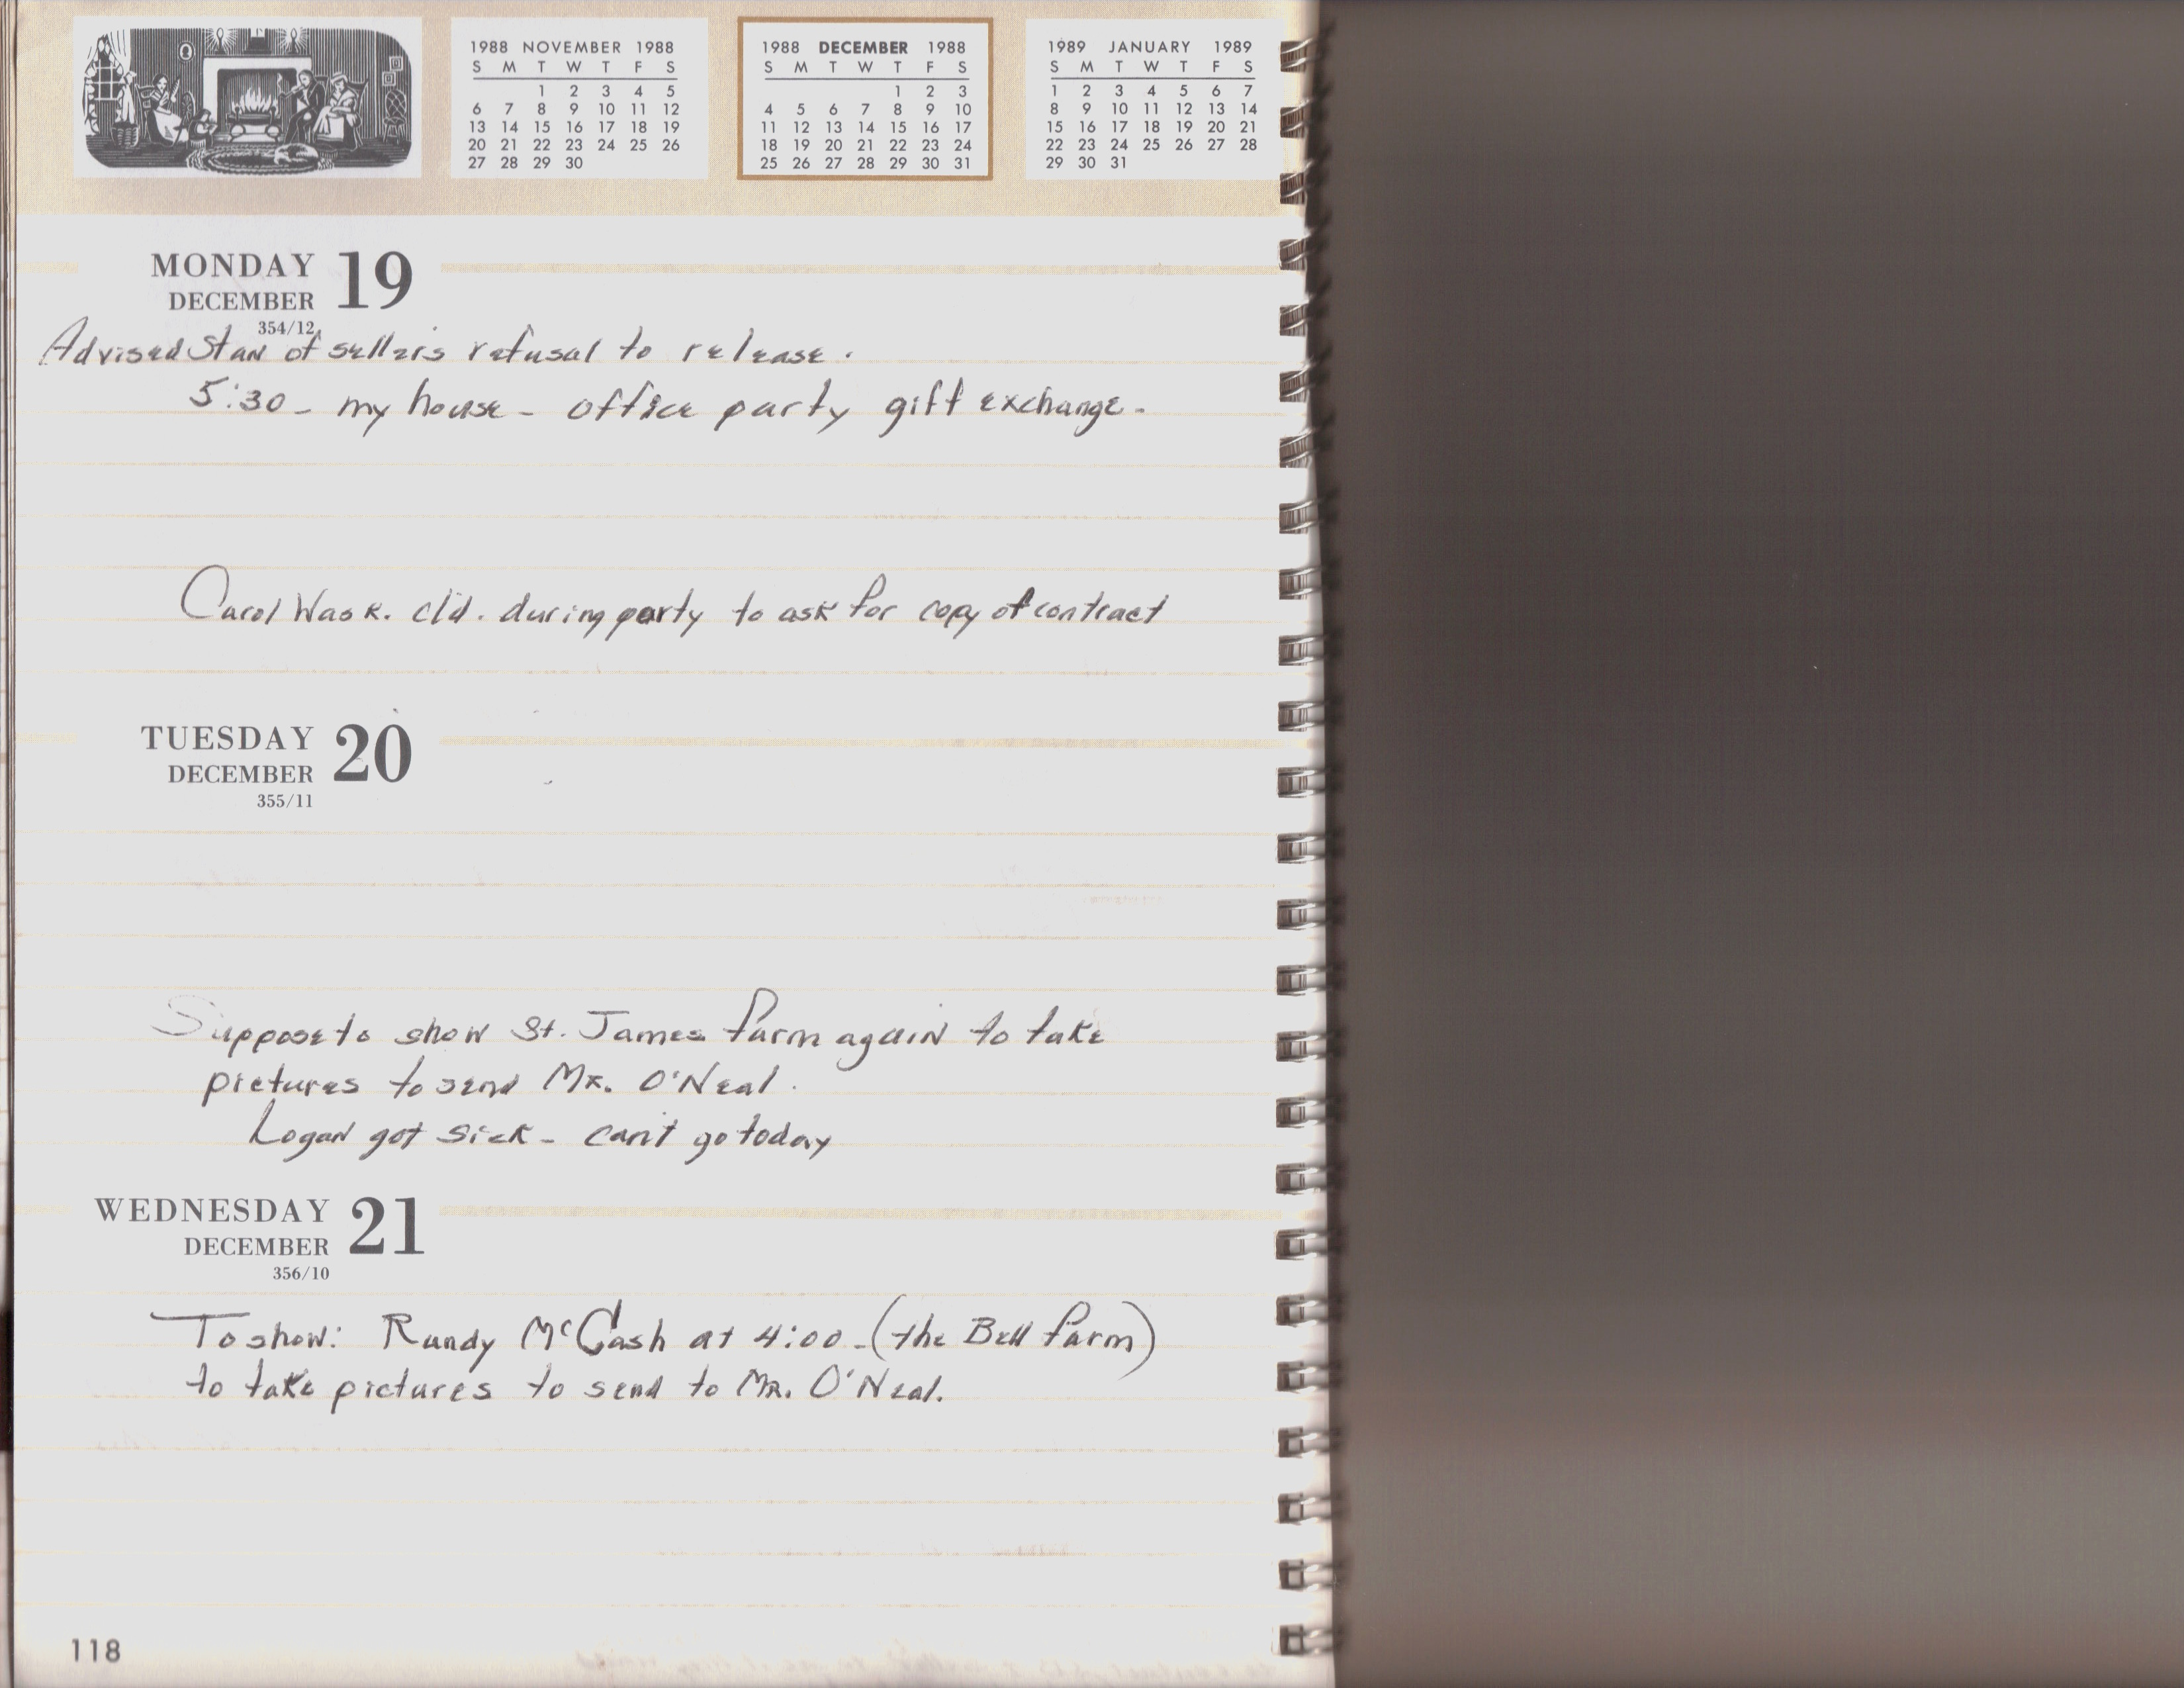 1988 NOVEMBER 1988
S M T W T F S
1 2 3 4 5
6 7 8 9 10 11 12
13 14 15 16 17 18 19
20 21 22 23 24 25 26
27 28 29 30
1988 DECEMBER 1988
S M T W T F S
1 2 3
4 5 6 7 8 9 10
11 12 13 14 15 16 17
18 19 20 21 22 23 24
25 26 27 28 29 30 31
1989 JANUARY 1989
S M T W T F S
1 2 3 4 5 6 7
8 9 10 11 12 13 14
15 16 17 18 19 20 21
22 23 24 25 26 27 28
29 30 31
MONDAY 19
DECEMBER
354/12
Advised Stan of seller's refusal to release.
5:30 - my house - office party gift exchange.
Carol Wask. cld. during party to ask for copy of contract
TUESDAY 20
DECEMBER
355/11
Suppose to show St. James farm again to take
pictures to send Mr. O'Neal.
Logan got sick - can't go today
WEDNESDAY 21
DECEMBER
356/10
To show: Randy McCash at 4:00 - (the Bell farm)
to take pictures to send to Mr. O'Neal.
118